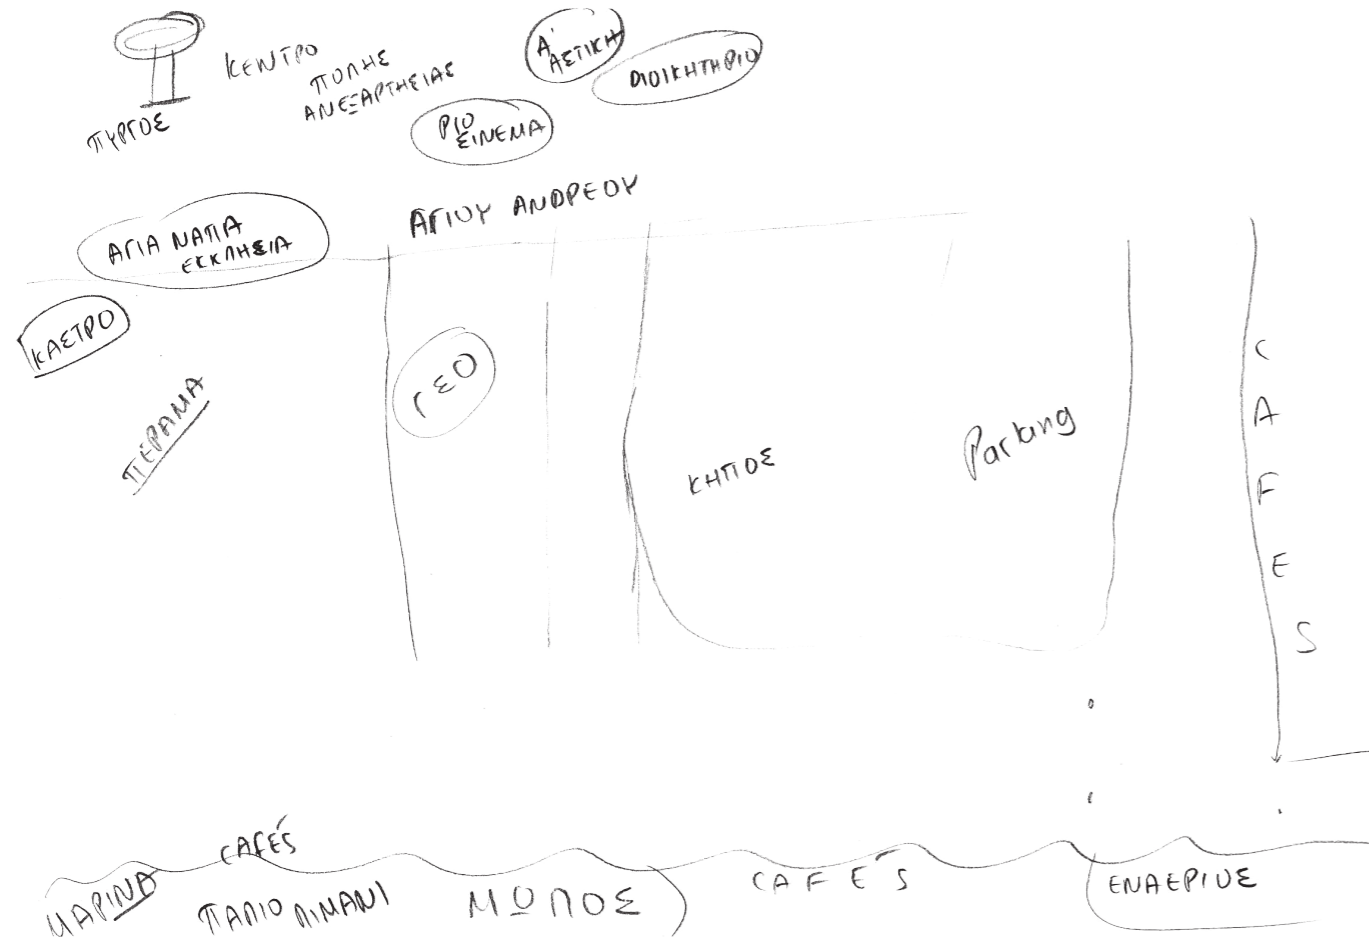 ΚΕΝΤΡΟ
ΠΟΛΗΣ
ΑΝΕΞΑΡΤΗΣΙΑΣ
Α΄
ΑΣΤΙΚΗ
ΔΙΟΙΚΗΤΗΡΙΟ
ΠΥΡΓΟΣ
ΡΙΟ
ΣΙΝΕΜΑ
ΑΓΙΟΥ ΑΝΔΡΕΟΥ
ΑΓΙΑ ΝΑΠΑ
ΕΚΚΛΗΣΙΑ
ΚΑΣΤΡΟ
ΠΕΡΑΜΑ
ΓΣΟ
ΚΗΠΟΣ
Parking
CAFES
CAFÉS
ΜΑΡΙΝΑ
ΠΑΛΙΟ ΛΙΜΑΝΙ
ΜΩΛΟΣ
CAFÉS
ΕΝΑΕΡΙΟΣ